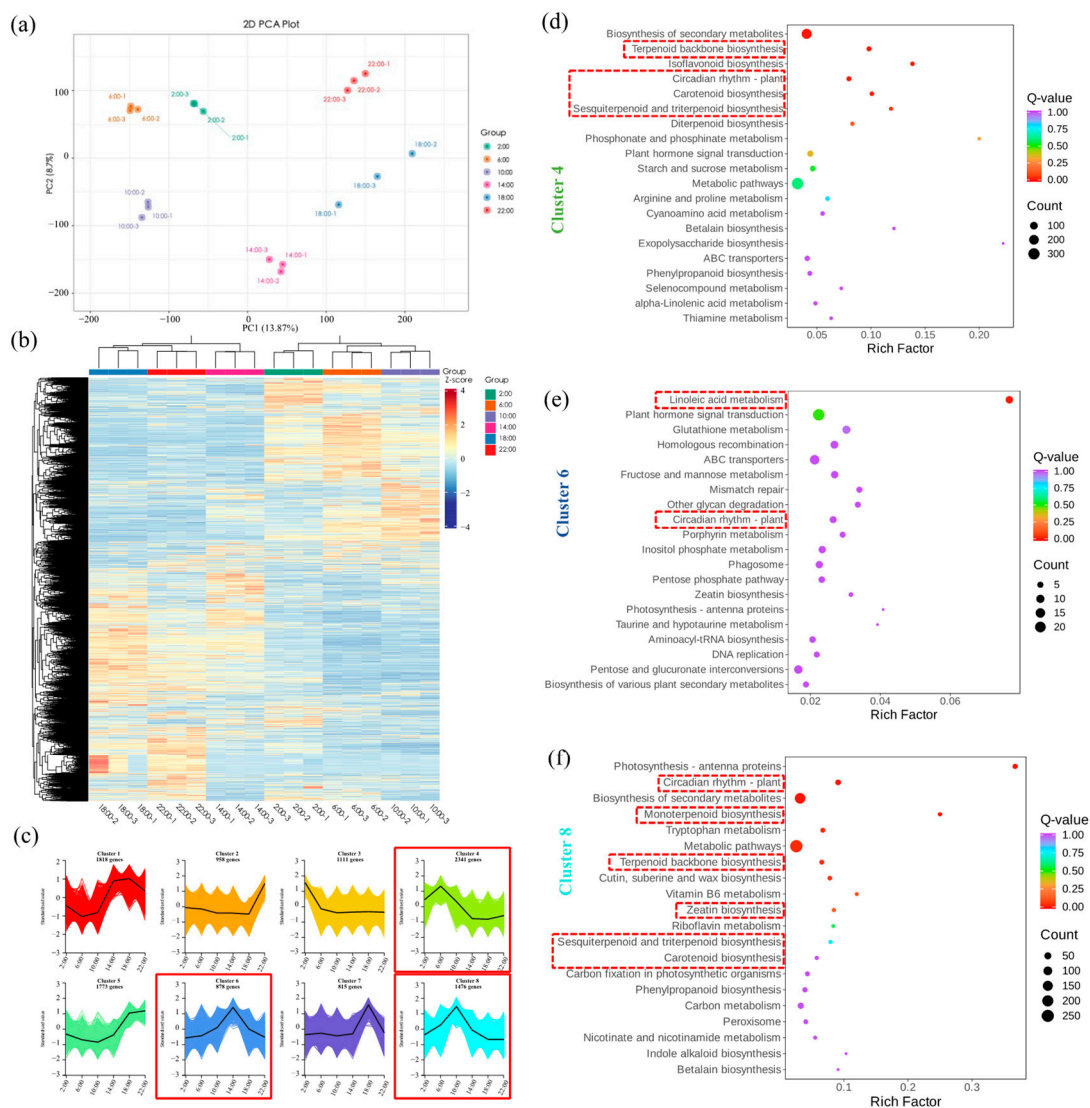 (a)
2D PCA Plot
PC2 (8.7%)
100
0
−100
−200
22:00-1
22:00-2
22:00-3
2:00-3
2:00-2
2:00-1
6:00-1
6:00-3
6:00-2
18:00-2
18:00-3
18:00-1
10:00-2
10:00-1
10:00-3
14:00-3
14:00-1
14:00-2
−200
−100
0
100
200
PC1 (13.87%)
Group
2:00
6:00
10:00
14:00
18:00
22:00
(b)
Group
Z-score
4
2
0
−2
−4
Group
2:00
6:00
10:00
14:00
18:00
22:00
18:00-2
18:00-3
18:00-1
22:00-1
22:00-2
22:00-3
14:00-1
14:00-2
14:00-3
2:00-3
2:00-2
2:00-1
6:00-1
6:00-3
6:00-2
10:00-2
10:00-1
10:00-3
(c)
Cluster 1
1818 genes
Cluster 2
958 genes
Cluster 3
1111 genes
Cluster 4
2341 genes
Standardised value
2
1
0
−1
−2
−3
2:00
6:00
10:00
14:00
18:00
22:00
Cluster 5
1773 genes
Cluster 6
878 genes
Cluster 7
815 genes
Cluster 8
1476 genes
(d)
Cluster 4
Biosynthesis of secondary metabolites
Terpenoid backbone biosynthesis
Isoflavonoid biosynthesis
Circadian rhythm - plant
Carotenoid biosynthesis
Sesquiterpenoid and triterpenoid biosynthesis
Diterpenoid biosynthesis
Phosphonate and phosphinate metabolism
Plant hormone signal transduction
Starch and sucrose metabolism
Metabolic pathways
Arginine and proline metabolism
Cyanoamino acid metabolism
Betalain biosynthesis
Exopolysaccharide biosynthesis
ABC transporters
Phenylpropanoid biosynthesis
Selenocompound metabolism
alpha-Linolenic acid metabolism
Thiamine metabolism
0.05
0.10
0.15
0.20
Rich Factor
Q-value
1.00
0.75
0.50
0.25
0.00
Count
100
200
300
(e)
Cluster 6
Linoleic acid metabolism
Plant hormone signal transduction
Glutathione metabolism
Homologous recombination
ABC transporters
Fructose and mannose metabolism
Mismatch repair
Other glycan degradation
Circadian rhythm - plant
Porphyrin metabolism
Inositol phosphate metabolism
Phagosome
Pentose phosphate pathway
Zeatin biosynthesis
Photosynthesis - antenna proteins
Taurine and hypotaurine metabolism
Aminoacyl-tRNA biosynthesis
DNA replication
Pentose and glucuronate interconversions
Biosynthesis of various plant secondary metabolites
0.02
0.04
0.06
Rich Factor
Q-value
1.00
0.75
0.50
0.25
0.00
Count
5
10
15
20
(f)
Cluster 8
Photosynthesis - antenna proteins
Circadian rhythm - plant
Biosynthesis of secondary metabolites
Monoterpenoid biosynthesis
Tryptophan metabolism
Metabolic pathways
Terpenoid backbone biosynthesis
Cutin, suberine and wax biosynthesis
Vitamin B6 metabolism
Zeatin biosynthesis
Riboflavin metabolism
Sesquiterpenoid and triterpenoid biosynthesis
Carotenoid biosynthesis
Carbon fixation in photosynthetic organisms
Phenylpropanoid biosynthesis
Carbon metabolism
Peroxisome
Nicotinate and nicotinamide metabolism
Indole alkaloid biosynthesis
Betalain biosynthesis
0.1
0.2
0.3
Rich Factor
Q-value
1.00
0.75
0.50
0.25
0.00
Count
50
100
150
200
250